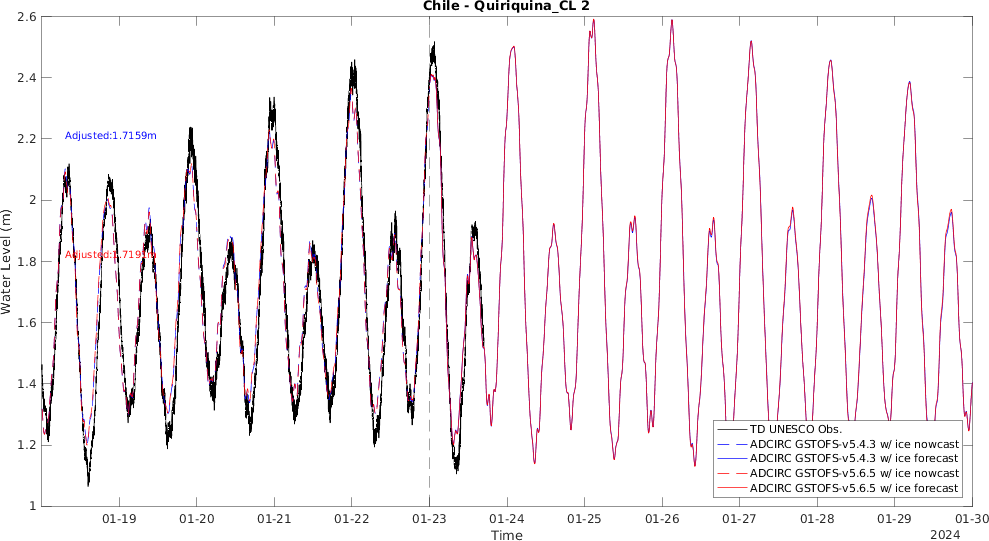 Chile - Quiriquina_CL 2
2.6
2.4
2.2
2
1.8
1.6
1.4
1.2
1
Water Level (m)
Adjusted:1.7159m
Adjusted:1.7191m
TD UNESCO Obs.
ADCIRC GSTOFS-v5.4.3 w/ ice nowcast
ADCIRC GSTOFS-v5.4.3 w/ ice forecast
ADCIRC GSTOFS-v5.6.5 w/ ice nowcast
ADCIRC GSTOFS-v5.6.5 w/ ice forecast
01-19 01-20 01-21 01-22 01-23 01-24 01-25 01-26 01-27 01-28 01-29 01-30
Time
2024